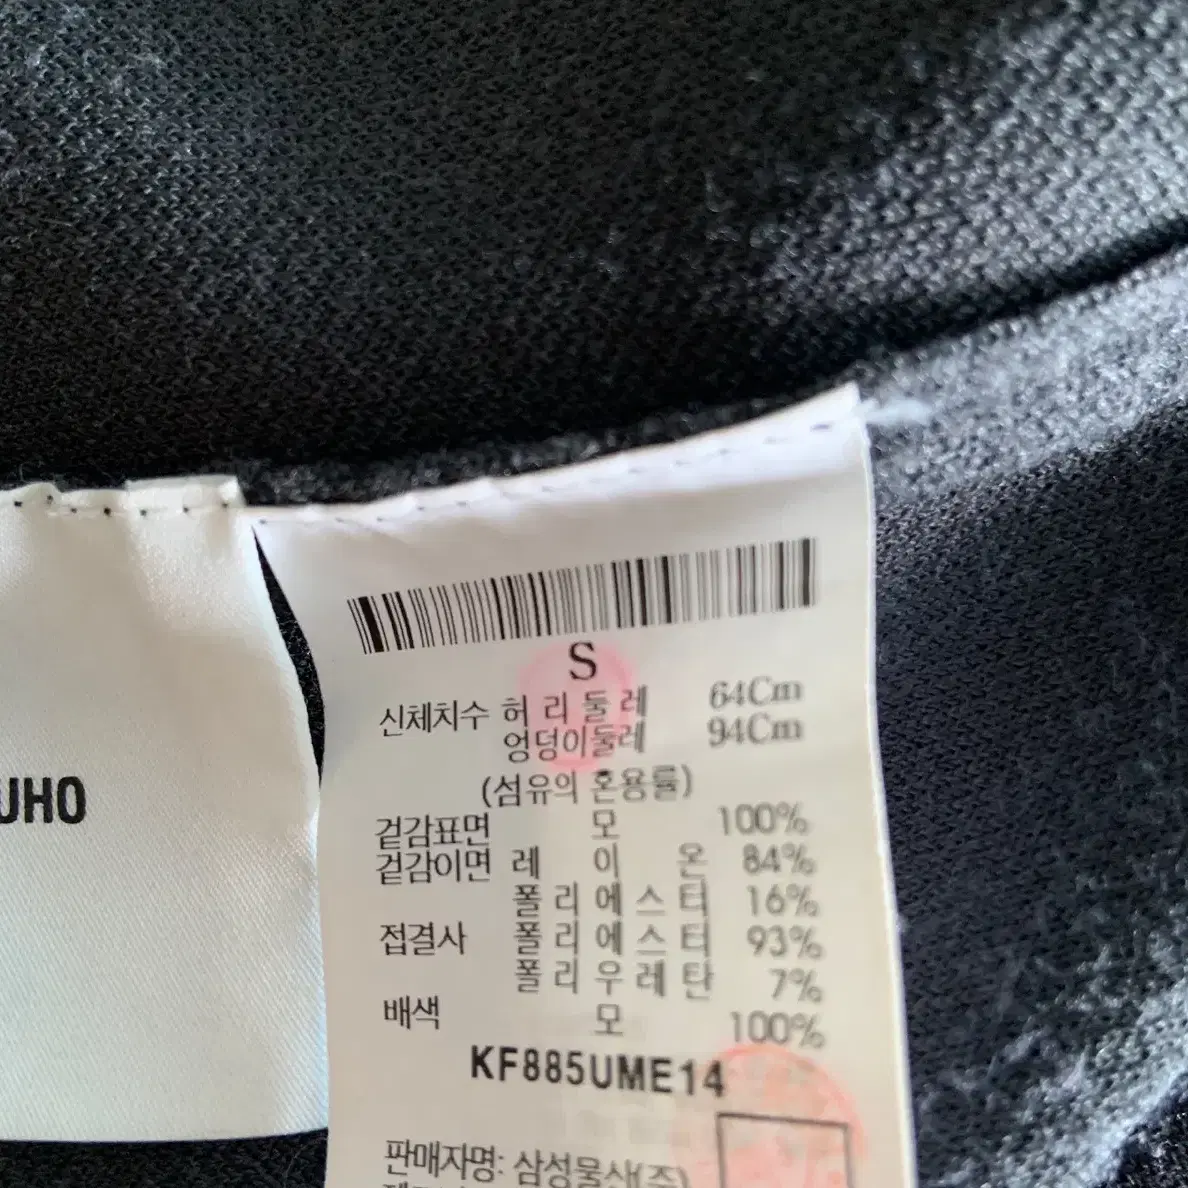 UHO
S
신체치수 허 리 둘 레 64Cm
엉덩이둘레 94Cm
(섬유의 혼용률)
겉감표면 모 100%
겉감이면 레 이 온 84%
폴 리 에 스 터 16%
접결사 폴 리 에 스 터 93%
폴 리 우 레 탄 7%
배색 모 100%
KF885UME14
판매자명: 삼성물산(주)